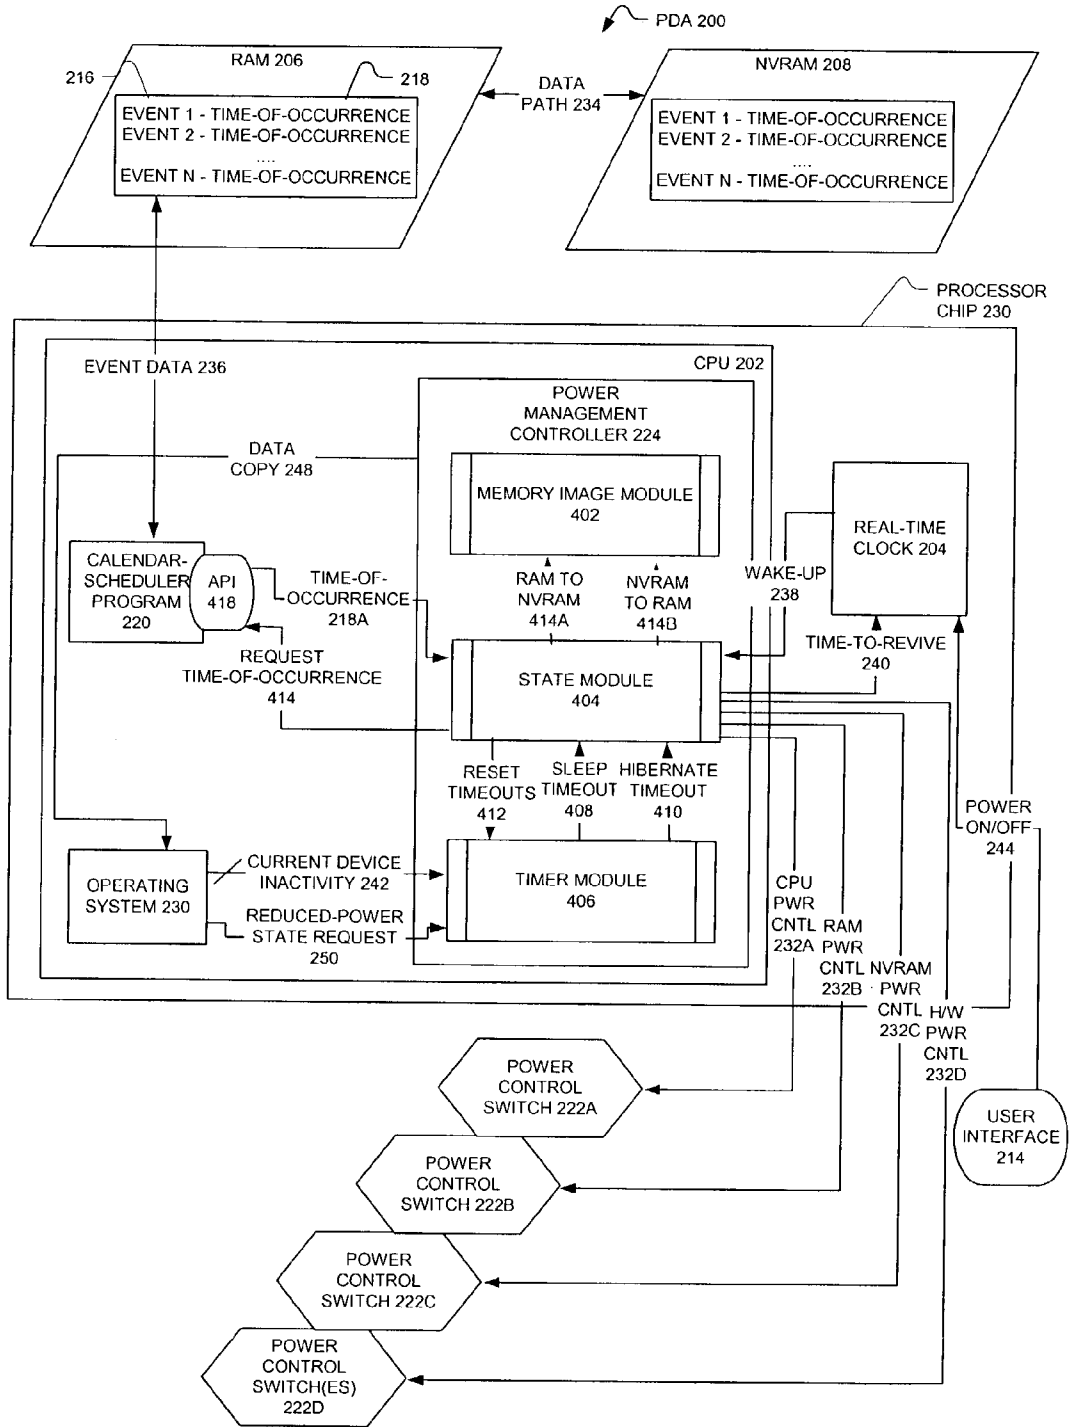 PDA 200
RAM 206
216
218
EVENT 1 - TIME-OF-OCCURRENCE
EVENT 2 - TIME-OF-OCCURRENCE
....
EVENT N - TIME-OF-OCCURRENCE
DATA
PATH 234
NVRAM 208
EVENT 1 - TIME-OF-OCCURRENCE
EVENT 2 - TIME-OF-OCCURRENCE
....
EVENT N - TIME-OF-OCCURRENCE
PROCESSOR
CHIP 230
EVENT DATA 236
CPU 202
POWER
MANAGEMENT
CONTROLLER 224
DATA
COPY 248
MEMORY IMAGE MODULE
402
REAL-TIME
CLOCK 204
CALENDAR-
SCHEDULER
PROGRAM
220
API
418
TIME-OF-
OCCURRENCE
218A
RAM TO
NVRAM
414A
NVRAM
TO RAM
414B
WAKE-UP
238
REQUEST
TIME-OF-OCCURRENCE
414
STATE MODULE
404
TIME-TO-REVIVE
240
RESET
TIMEOUTS
412
SLEEP
TIMEOUT
408
HIBERNATE
TIMEOUT
410
POWER
ON/OFF
244
OPERATING
SYSTEM 230
CURRENT DEVICE
INACTIVITY 242
REDUCED-POWER
STATE REQUEST
250
TIMER MODULE
406
CPU
PWR
CNTL
232A
RAM
PWR
CNTL
232B
NVRAM
PWR
CNTL
232C
H/W
PWR
CNTL
232D
POWER
CONTROL
SWITCH 222A
USER
INTERFACE
214
POWER
CONTROL
SWITCH 222B
POWER
CONTROL
SWITCH 222C
POWER
CONTROL
SWITCH(ES)
222D